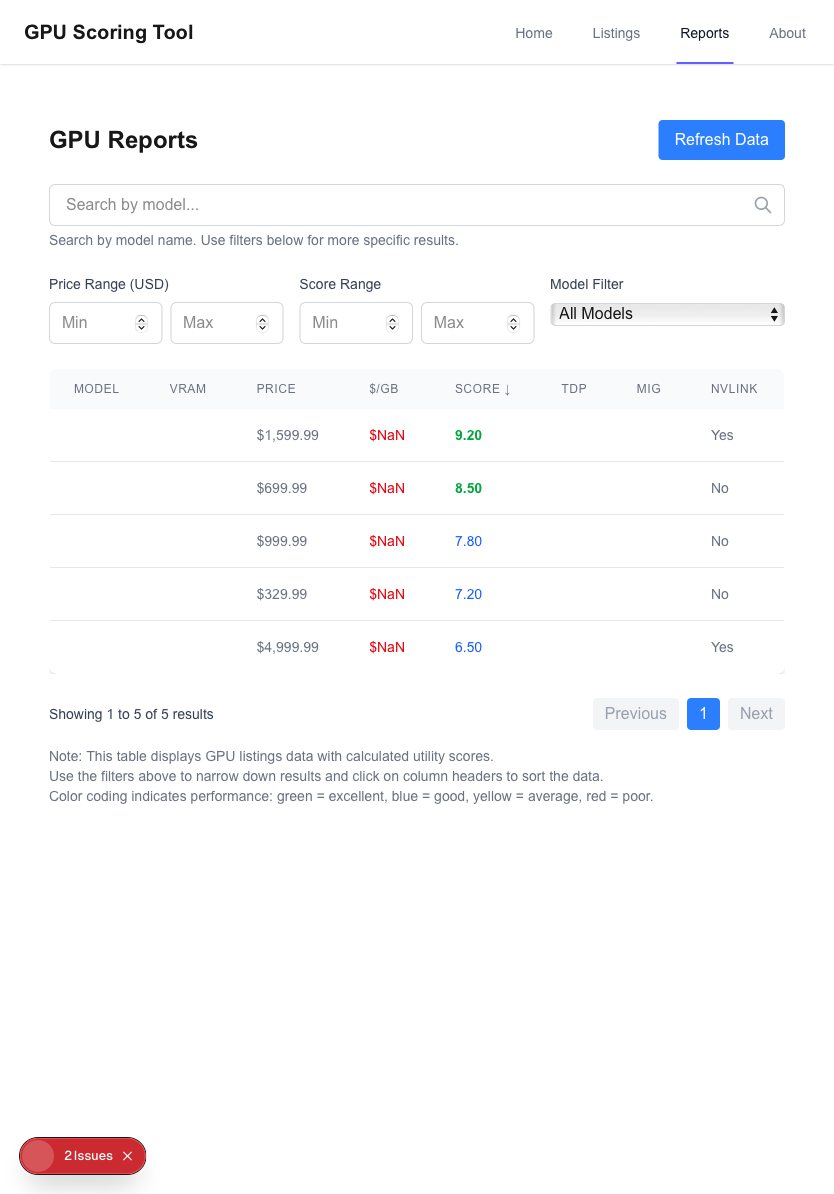 GPU Scoring Tool
Home Listings Reports About
GPU Reports
Refresh Data
Search by model...
Search by model name. Use filters below for more specific results.
Price Range (USD) Score Range Model Filter
Min Max Min Max All Models
MODEL VRAM PRICE $/GB SCORE ↓ TDP MIG NVLINK
$1,599.99 $NaN 9.20 Yes
$699.99 $NaN 8.50 No
$999.99 $NaN 7.80 No
$329.99 $NaN 7.20 No
$4,999.99 $NaN 6.50 Yes
Showing 1 to 5 of 5 results
Previous 1 Next
Note: This table displays GPU listings data with calculated utility scores.
Use the filters above to narrow down results and click on column headers to sort the data.
Color coding indicates performance: green = excellent, blue = good, yellow = average, red = poor.
2 Issues